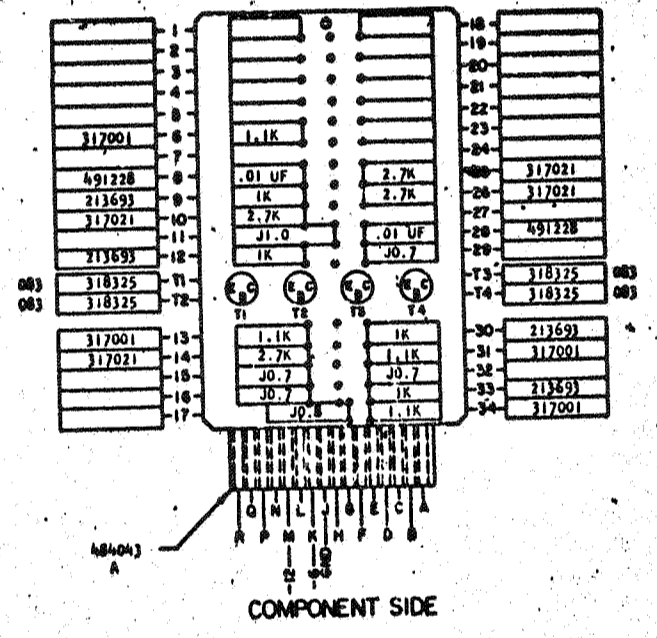 1 18
2 19
3 20
4 21
5 22
23
317001 6 1.1K 24
7
491228 8 .01 UF 2.7K 25 317021
213693 9 1K 2.7K 26 317021
317021 10 2.7K 27
11 J1.0 .01 UF 28 491228
213693 12 1K J0.7 29
083 318325 T1 E B C E B C E B C E B C T3 318325 083
083 318325 T2 T1 T2 T3 T4 T4 318325 083
317001 13 1.1K 1K 30 213693
317021 14 2.7K 1.1K 31 317001
15 J0.7 J0.7 32
16 J0.7 1K 33 213693
17 1.1K 34 317001
Q N L J E C A
R P M K H F D B
-12 GND
484043
A
COMPONENT SIDE